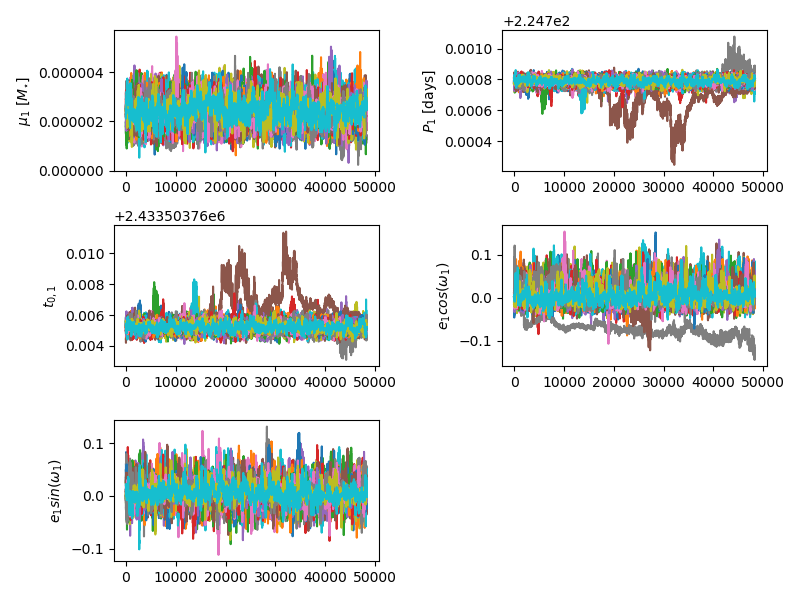 +2.247e2
μ₁ [M⋆]
0.000004
0.000002
0.000000
0 10000 20000 30000 40000 50000
P₁ [days]
0.0010
0.0008
0.0006
0.0004
0 10000 20000 30000 40000 50000
+2.43350376e6
t₀,₁
0.010
0.008
0.006
0.004
0 10000 20000 30000 40000 50000
e₁cos(ω₁)
0.1
0.0
−0.1
0 10000 20000 30000 40000 50000
e₁sin(ω₁)
0.1
0.0
−0.1
0 10000 20000 30000 40000 50000